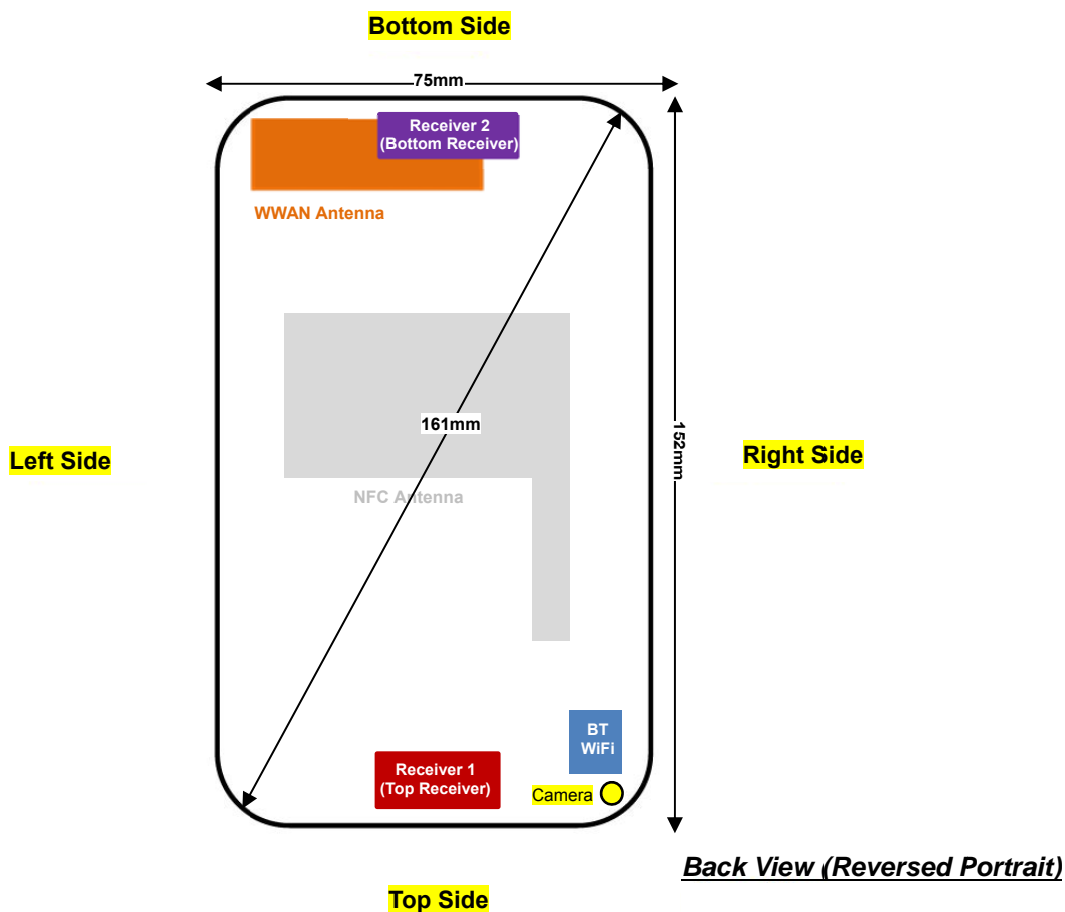 Bottom Side
75mm
Receiver 2
(Bottom Receiver)
WWAN Antenna
161mm
152mm
Left Side
Right Side
NFC Antenna
BT
WiFi
Receiver 1
(Top Receiver)
Camera
Back View (Reversed Portrait)
Top Side